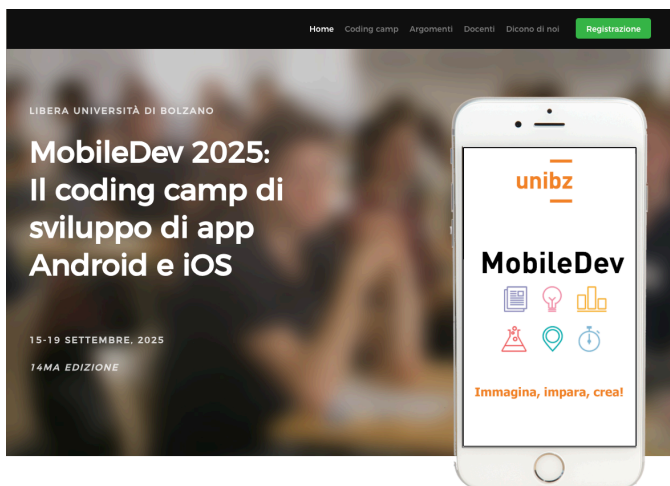 Home Coding camp Argomenti Docenti Dicono di noi Registrazione
LIBERA UNIVERSITÀ DI BOLZANO
MobileDev 2025:
Il coding camp di
sviluppo di app
Android e iOS
15-19 SETTEMBRE, 2025
14MA EDIZIONE
unibz
MobileDev
Immagina, impara, crea!